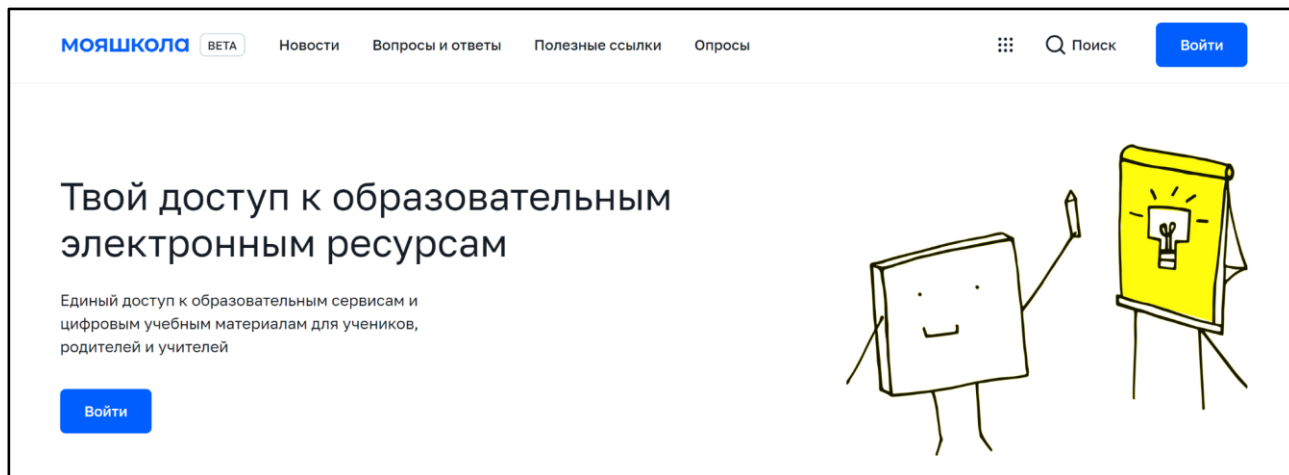 мояшкола BETA Новости Вопросы и ответы Полезные ссылки Опросы Поиск Войти
Твой доступ к образовательным
электронным ресурсам
Единый доступ к образовательным сервисам и
цифровым учебным материалам для учеников,
родителей и учителей
Войти